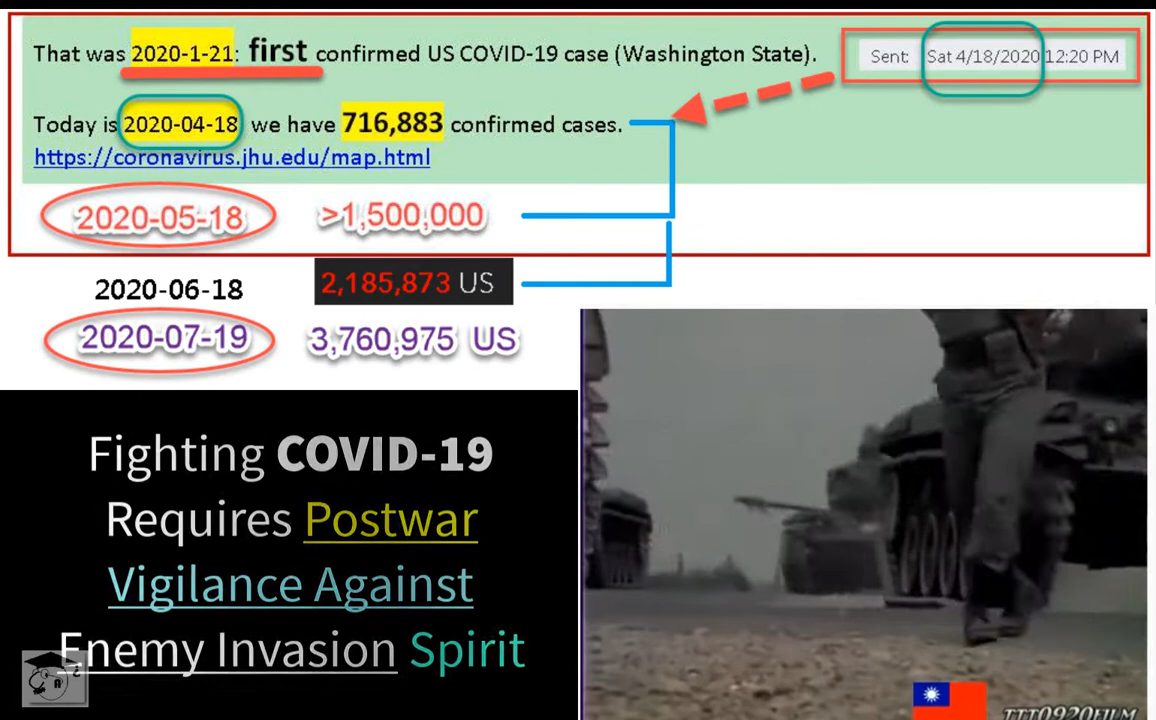 That was 2020-1-21: first confirmed US COVID-19 case (Washington State).
Sent: Sat 4/18/2020 12:20 PM
Today is 2020-04-18 we have 716,883 confirmed cases.
https://coronavirus.jhu.edu/map.html
2020-05-18 >1,500,000
2020-06-18 2,185,873 US
2020-07-19 3,760,975 US
Fighting COVID-19
Requires Postwar
Vigilance Against
Enemy Invasion Spirit
TTT0920FILM